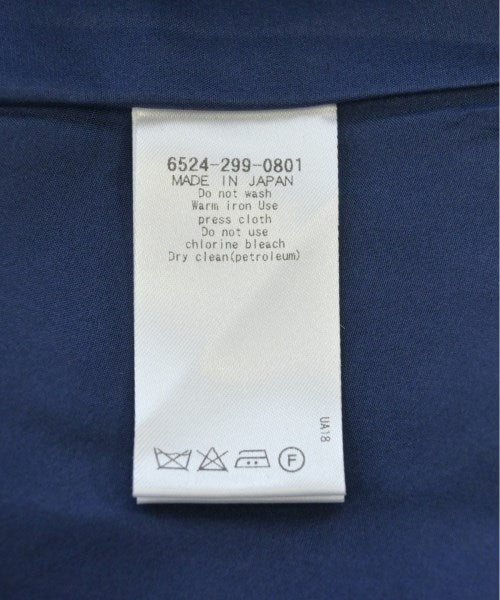 6524-299-0801
MADE IN JAPAN
Do not wash
Warm iron Use
press cloth
Do not use
chlorine bleach
Dry clean(petroleum)
UA18
F